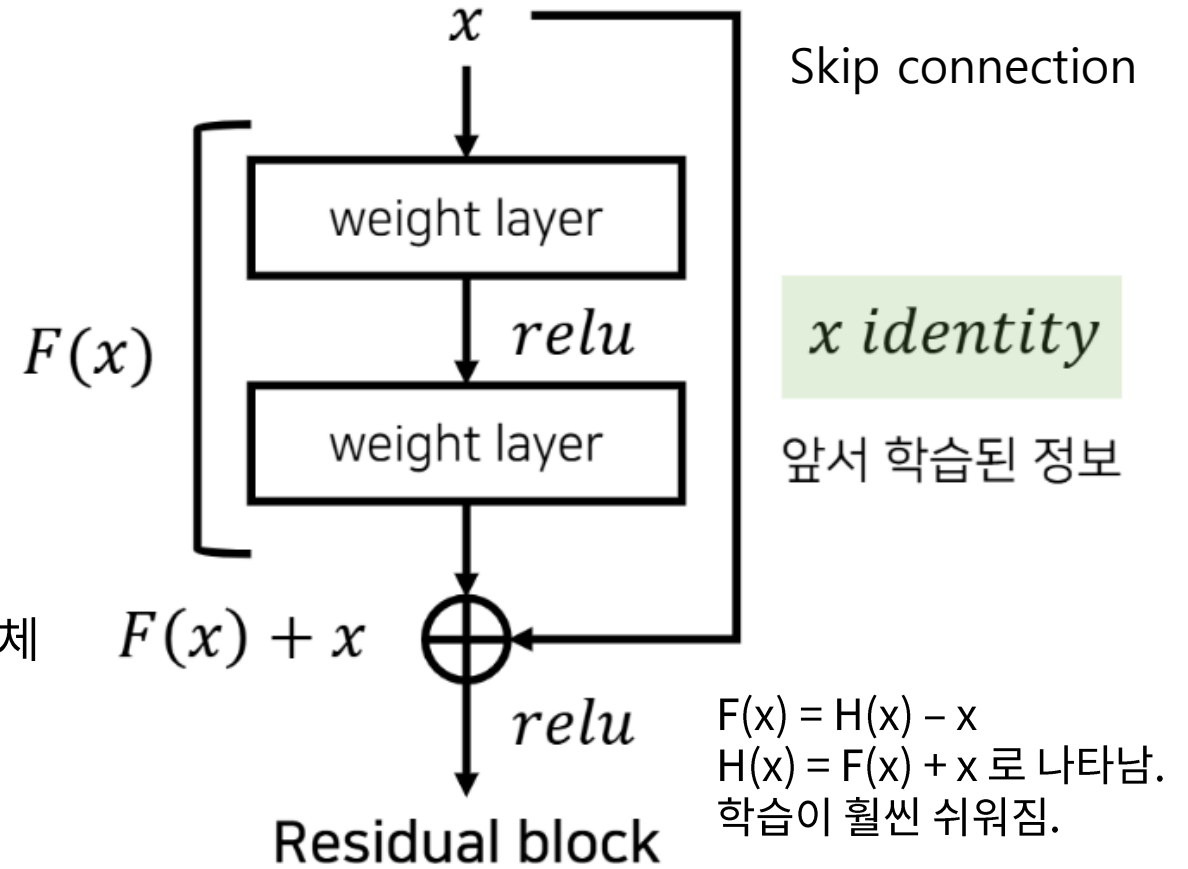 x
Skip connection
weight layer
relu
F(x)
x identity
weight layer
앞서 학습된 정보
체
F(x) + x
relu
F(x) = H(x) – x
H(x) = F(x) + x 로 나타남.
학습이 훨씬 쉬워짐.
Residual block